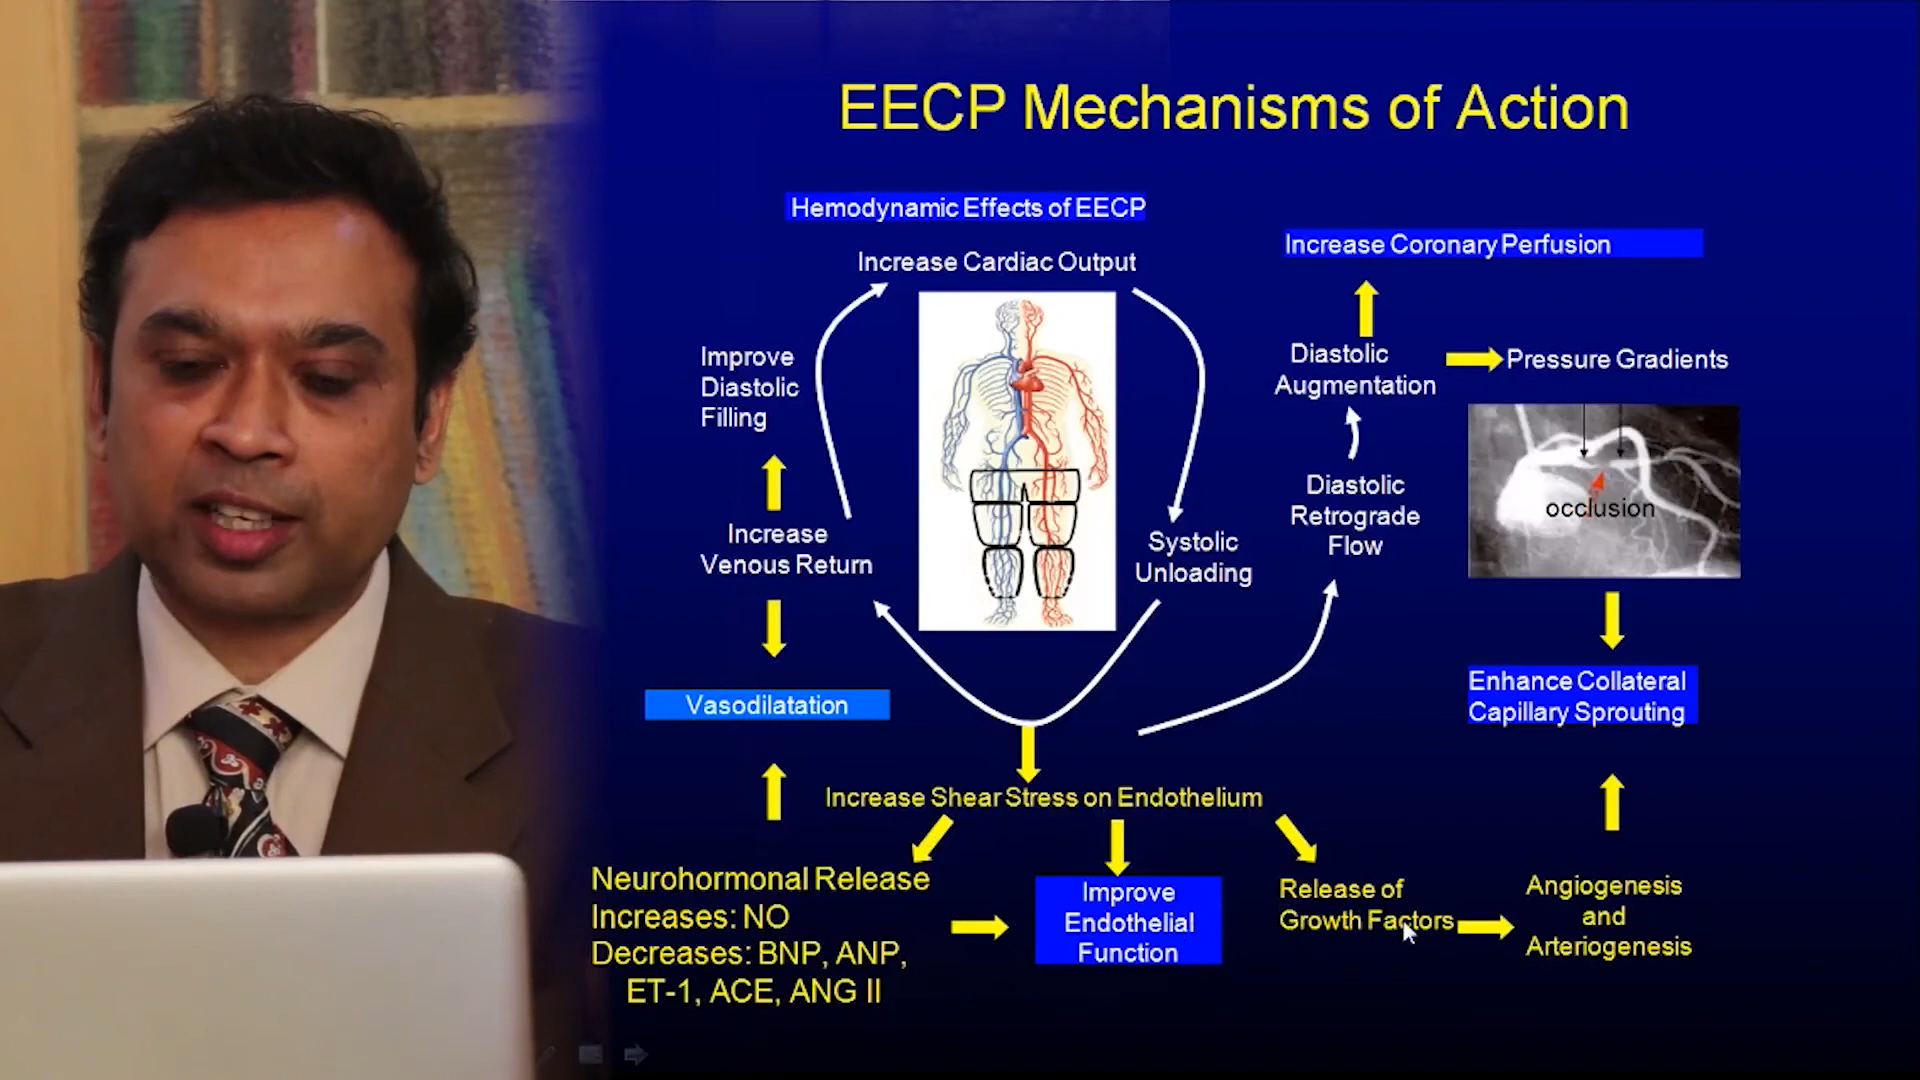 EECP Mechanisms of Action
Hemodynamic Effects of EECP
Increase Cardiac Output
Improve
Diastolic
Filling
Increase
Venous Return
Vasodilatation
Systolic
Unloading
Increase Coronary Perfusion
Diastolic
Augmentation
Pressure Gradients
Diastolic
Retrograde
Flow
occlusion
Enhance Collateral
Capillary Sprouting
Increase Shear Stress on Endothelium
Neurohormonal Release
Increases: NO
Decreases: BNP, ANP,
ET-1, ACE, ANG II
Improve
Endothelial
Function
Release of
Growth Factors
Angiogenesis
and
Arteriogenesis